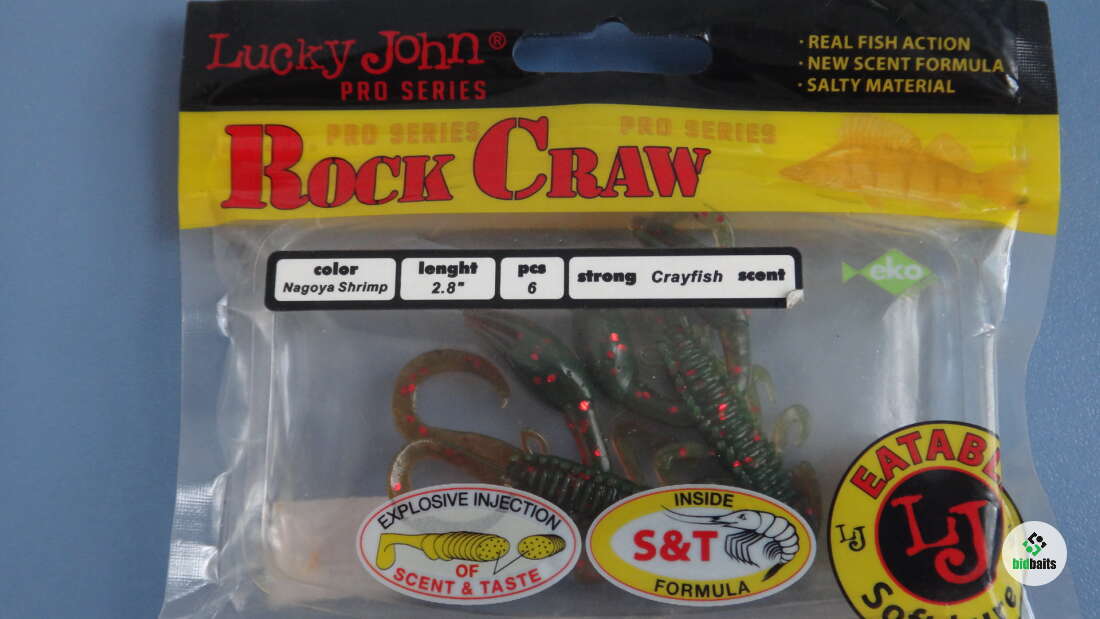 Lucky John®
PRO SERIES
· REAL FISH ACTION
· NEW SCENT FORMULA
· SALTY MATERIAL
PRO SERIES PRO SERIES
ROCK CRAW
color
Nagoya Shrimp
lenght
2.8"
pcs
6
strong Crayfish scent
eko
EXPLOSIVE INJECTION
OF
SCENT & TASTE
INSIDE
S&T
FORMULA
LJ
LJ
bidbaits